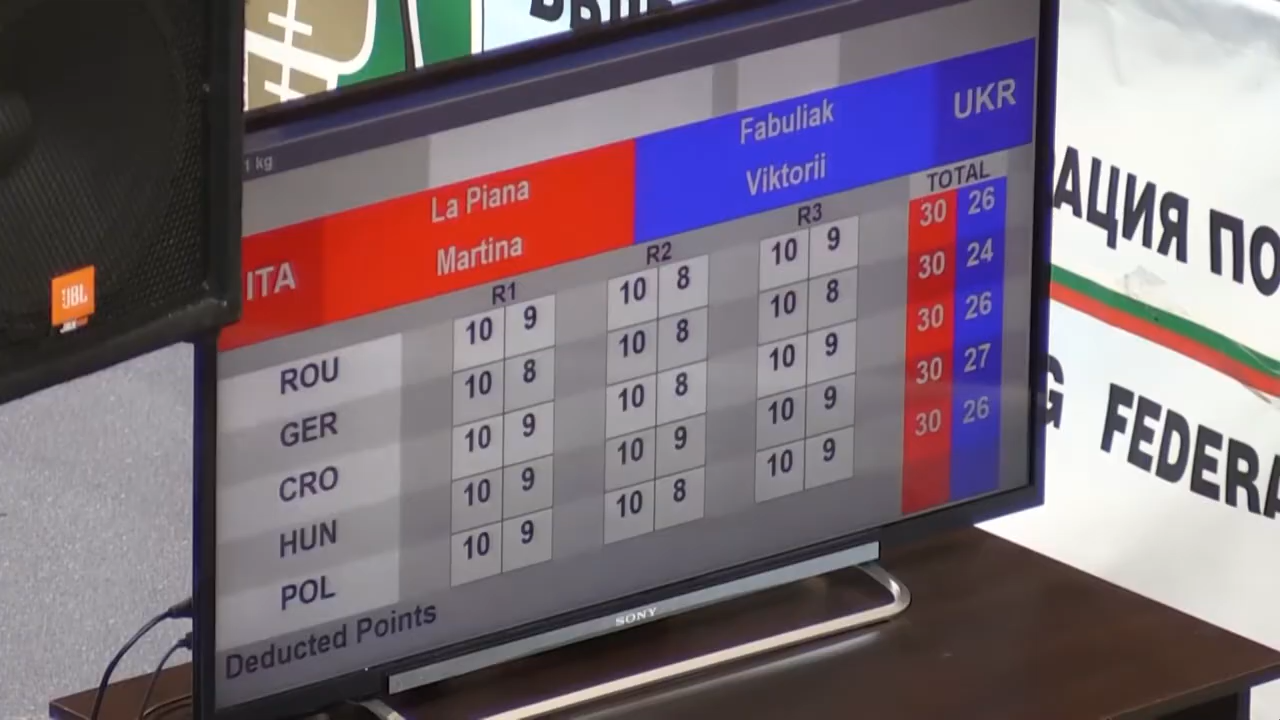 1 kg
La Piana
Martina
ITA
Fabuliak
Viktorii
UKR
R1 R2 R3 TOTAL
ROU 10 9 10 8 10 9 30 26
GER 10 8 10 8 10 8 30 24
CRO 10 9 10 8 10 9 30 26
HUN 10 9 10 9 10 9 30 27
POL 10 9 10 8 10 9 30 26
Deducted Points
SONY
JBL
АЦИЯ ПО
G FEDERA